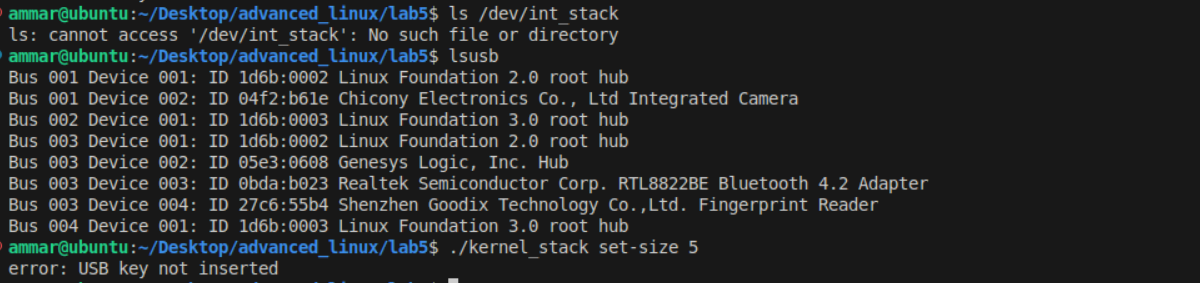 ammar@ubuntu:~/Desktop/advanced_linux/lab5$ ls /dev/int_stack
ls: cannot access '/dev/int_stack': No such file or directory
ammar@ubuntu:~/Desktop/advanced_linux/lab5$ lsusb
Bus 001 Device 001: ID 1d6b:0002 Linux Foundation 2.0 root hub
Bus 001 Device 002: ID 04f2:b61e Chicony Electronics Co., Ltd Integrated Camera
Bus 002 Device 001: ID 1d6b:0003 Linux Foundation 3.0 root hub
Bus 003 Device 001: ID 1d6b:0002 Linux Foundation 2.0 root hub
Bus 003 Device 002: ID 05e3:0608 Genesys Logic, Inc. Hub
Bus 003 Device 003: ID 0bda:b023 Realtek Semiconductor Corp. RTL8822BE Bluetooth 4.2 Adapter
Bus 003 Device 004: ID 27c6:55b4 Shenzhen Goodix Technology Co.,Ltd. Fingerprint Reader
Bus 004 Device 001: ID 1d6b:0003 Linux Foundation 3.0 root hub
ammar@ubuntu:~/Desktop/advanced_linux/lab5$ ./kernel_stack set-size 5
error: USB key not inserted